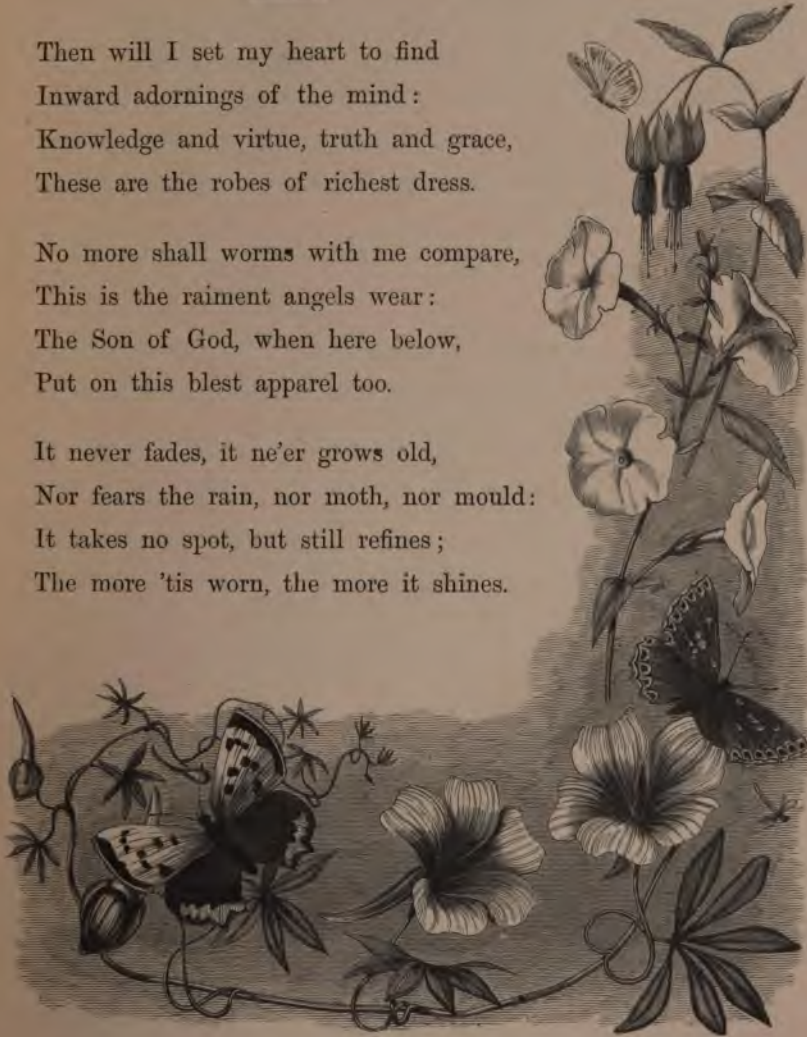 Then will I set my heart to find
Inward adornings of the mind:
Knowledge and virtue, truth and grace,
These are the robes of richest dress.
No more shall worms with me compare,
This is the raiment angels wear:
The Son of God, when here below,
Put on this blest apparel too.
It never fades, it ne'er grows old,
Nor fears the rain, nor moth, nor mould:
It takes no spot, but still refines;
The more 'tis worn, the more it shines.